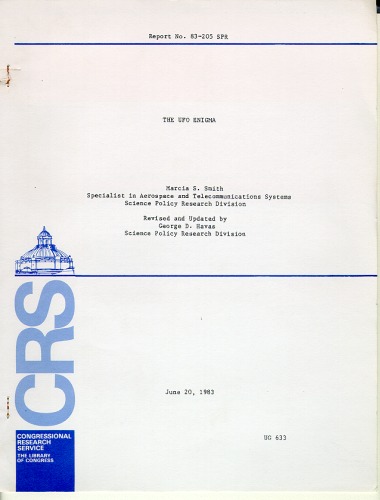 Report No. 83-205 SPR
THE UFO ENIGMA
Marcia S. Smith
Specialist in Aerospace and Telecommunications Systems
Science Policy Research Division
Revised and Updated by
George D. Havas
Science Policy Research Division
CRS
June 20, 1983
CONGRESSIONAL
RESEARCH
SERVICE
THE LIBRARY
OF CONGRESS
UG 633